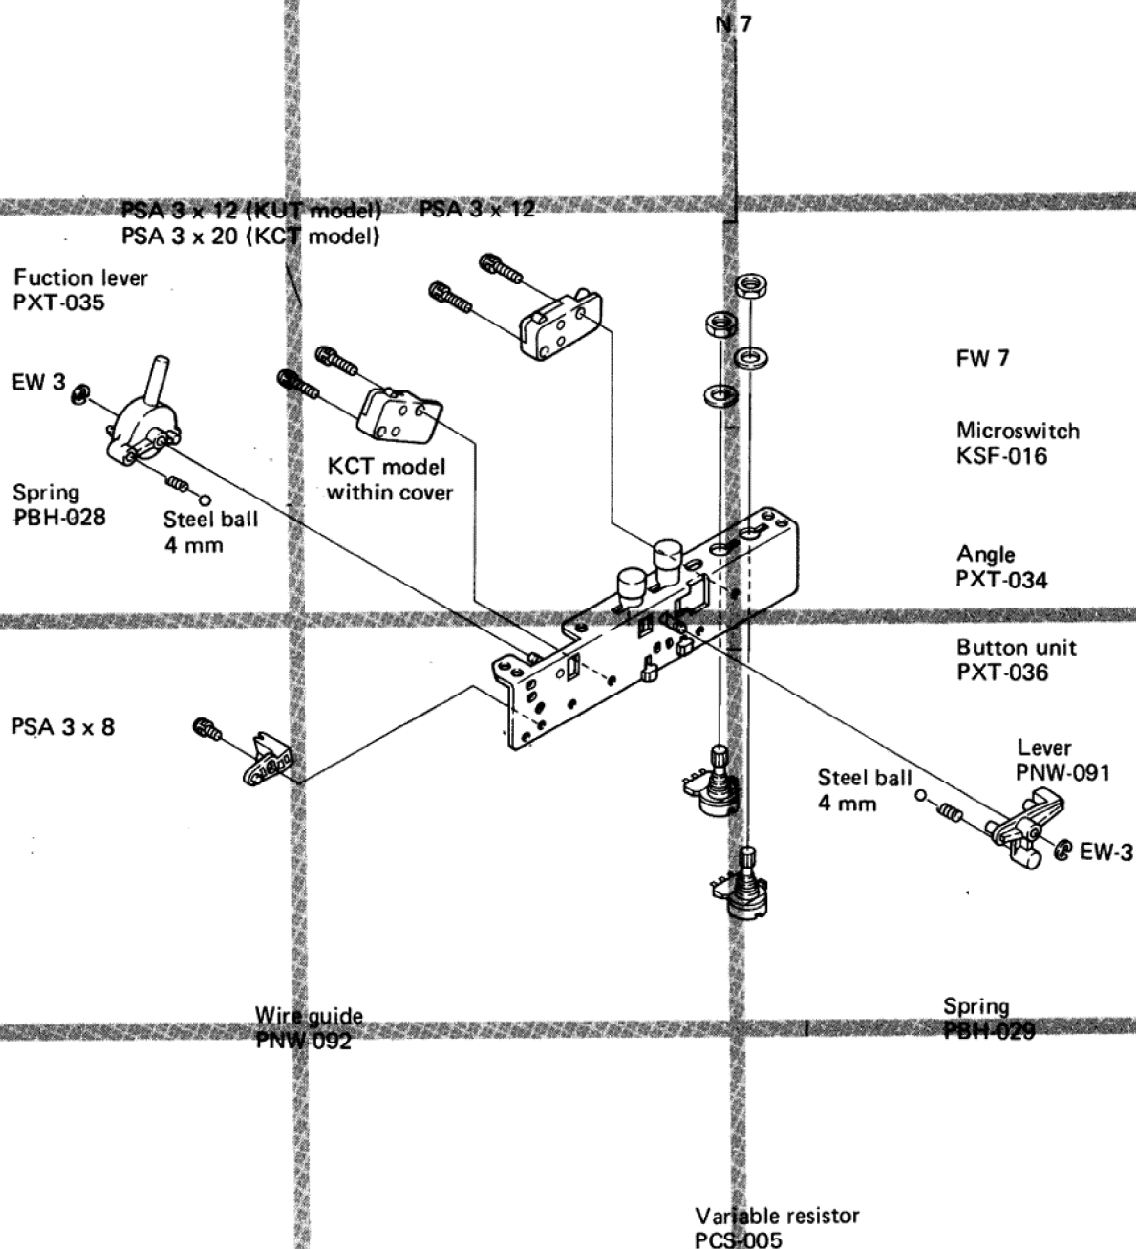 N 7
PSA 3 x 12 (KUT model)
PSA 3 x 20 (KCT model)
PSA 3 x 12
Fuction lever
PXT-035
EW 3
FW 7
Microswitch
KSF-016
KCT model
within cover
Spring
PBH-028
Steel ball
4 mm
Angle
PXT-034
Button unit
PXT-036
PSA 3 x 8
Lever
PNW-091
Steel ball
4 mm
EW-3
Wire guide
PNW 092
Spring
PBH-029
Variable resistor
PCS-005